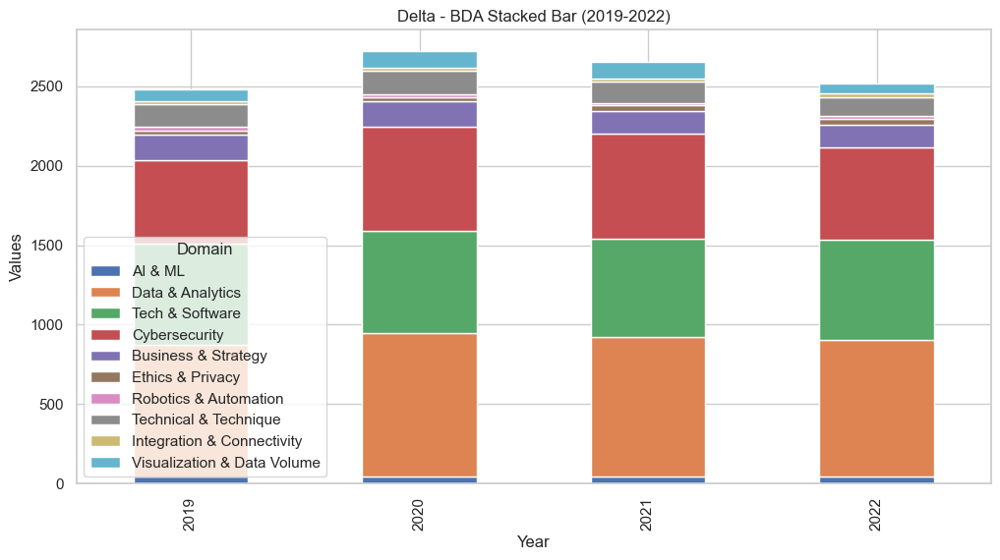 Delta - BDA Stacked Bar (2019-2022)
Values
2500
2000
1500
1000
500
0
Domain
AI & ML
Data & Analytics
Tech & Software
Cybersecurity
Business & Strategy
Ethics & Privacy
Robotics & Automation
Technical & Technique
Integration & Connectivity
Visualization & Data Volume
2019
2020
2021
2022
Year